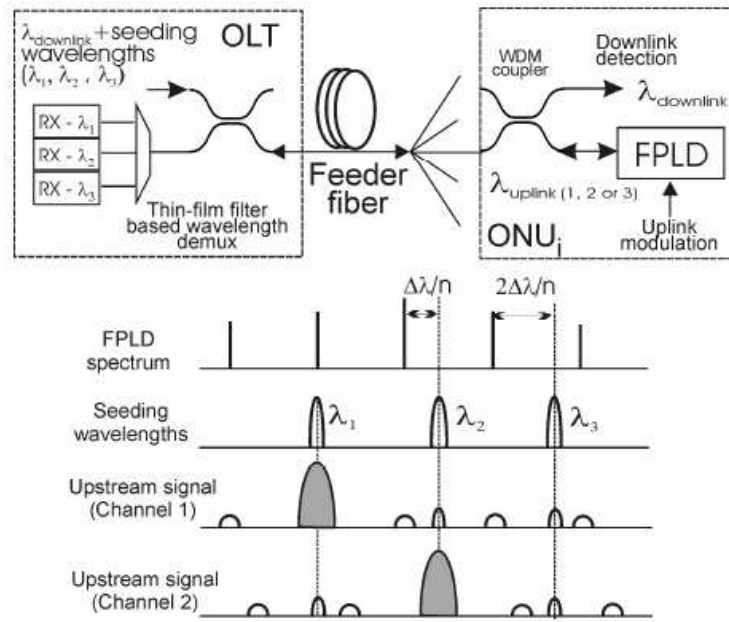 λdownlink+seeding
wavelengths
(λ1, λ2 , λ3)
OLT
RX - λ1
RX - λ2
RX - λ3
Thin-film filter
based wavelength
demux
Feeder
fiber
WDM
coupler
Downlink
detection
λdownlink
FPLD
λuplink (1, 2 or 3)
Uplink
modulation
ONUi
Δλ/n
2Δλ/n
FPLD
spectrum
Seeding
wavelengths
λ1
λ2
λ3
Upstream signal
(Channel 1)
Upstream signal
(Channel 2)